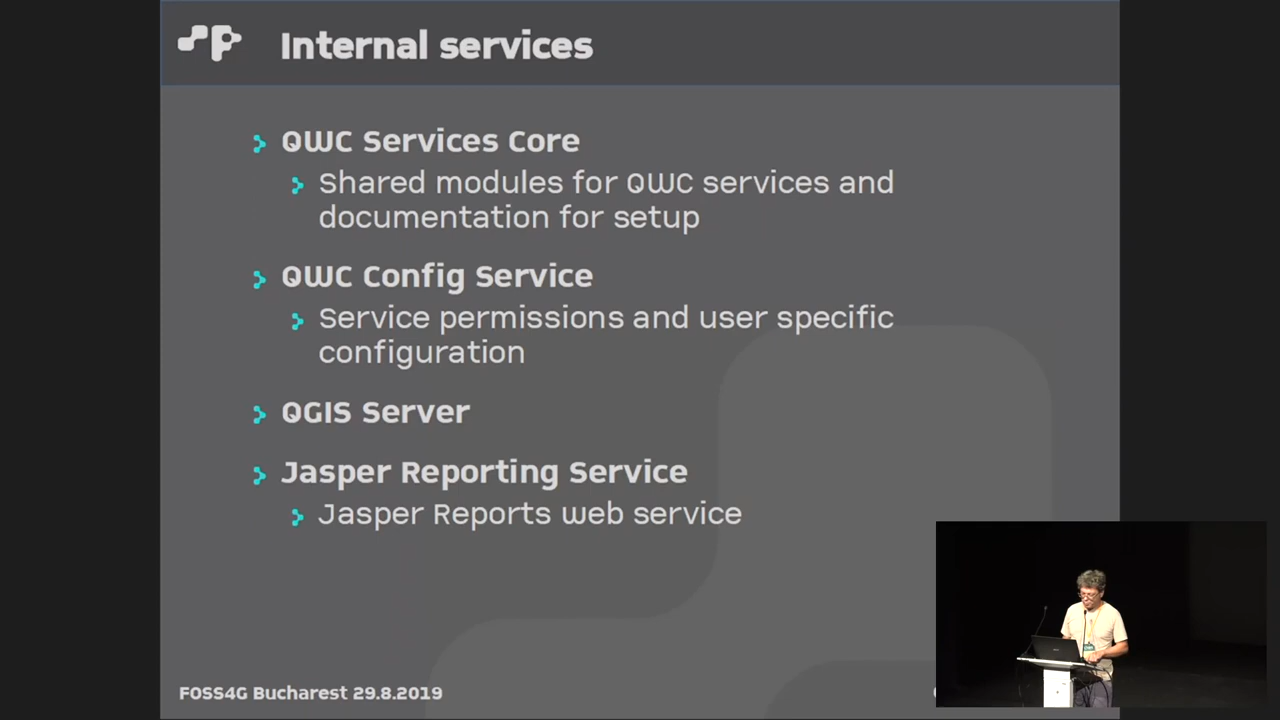 Internal services
QWC Services Core
Shared modules for QWC services and
documentation for setup
QWC Config Service
Service permissions and user specific
configuration
QGIS Server
Jasper Reporting Service
Jasper Reports web service
FOSS4G Bucharest 29.8.2019